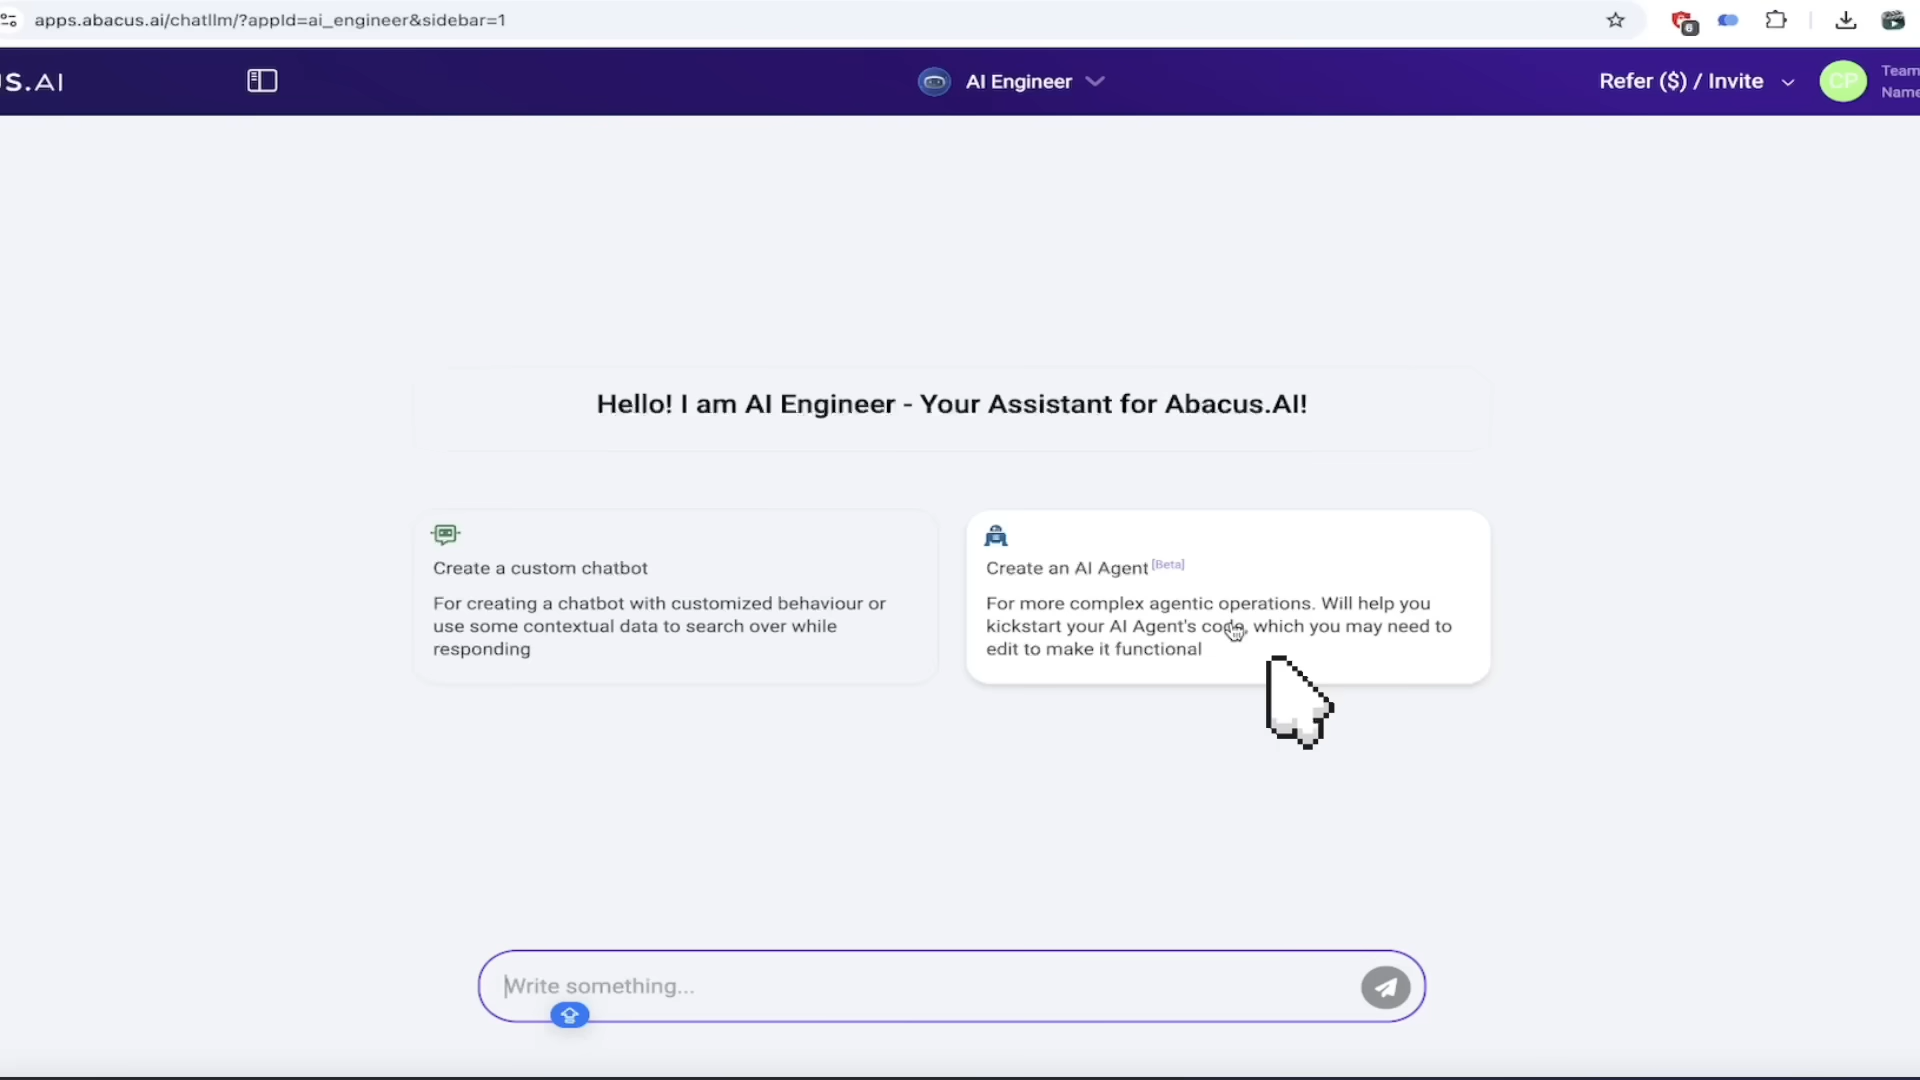 apps.abacus.ai/chatllm/?appId=ai_engineer&sidebar=1
6
US.AI
AI Engineer
Refer ($) / Invite
CP
Team
Name
Hello! I am AI Engineer - Your Assistant for Abacus.AI!
Create a custom chatbot
For creating a chatbot with customized behaviour or
use some contextual data to search over while
responding
Create an AI Agent [Beta]
For more complex agentic operations. Will help you
kickstart your AI Agent's code, which you may need to
edit to make it functional
Write something...